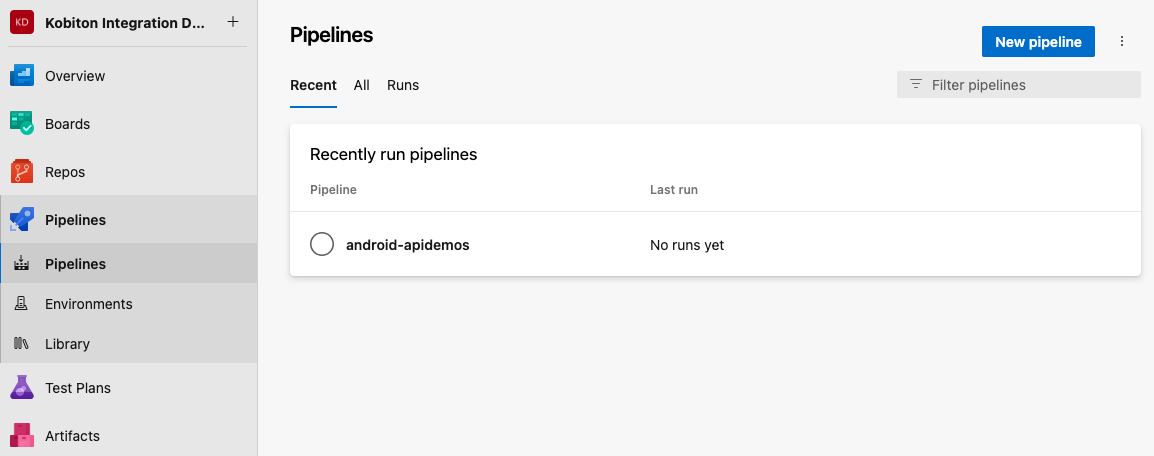 KD Kobiton Integration D... +
Overview
Boards
Repos
Pipelines
Pipelines
Environments
Library
Test Plans
Artifacts
Pipelines
New pipeline
Recent All Runs
Filter pipelines
Recently run pipelines
Pipeline Last run
android-apidemos No runs yet